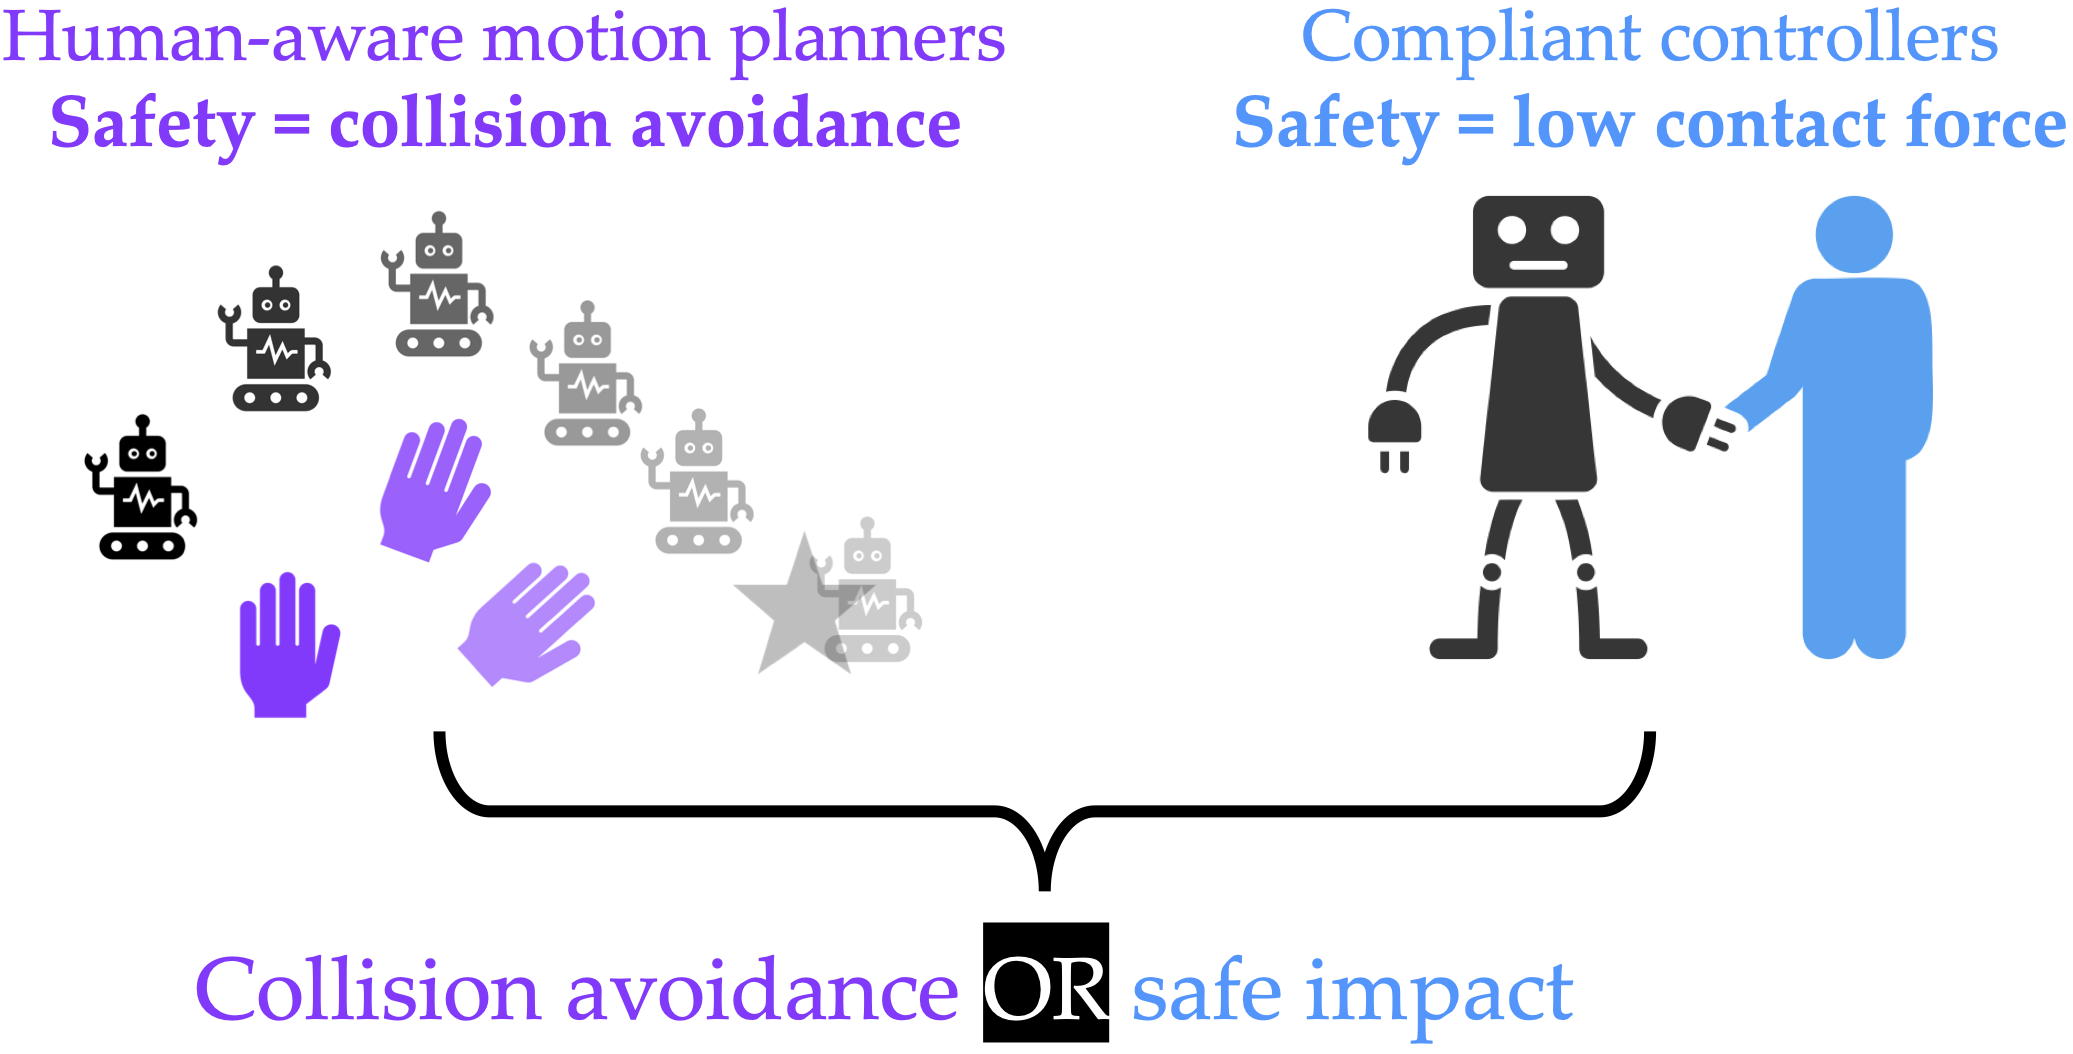 Human-aware motion planners
Safety = collision avoidance
Compliant controllers
Safety = low contact force
Collision avoidance OR safe impact